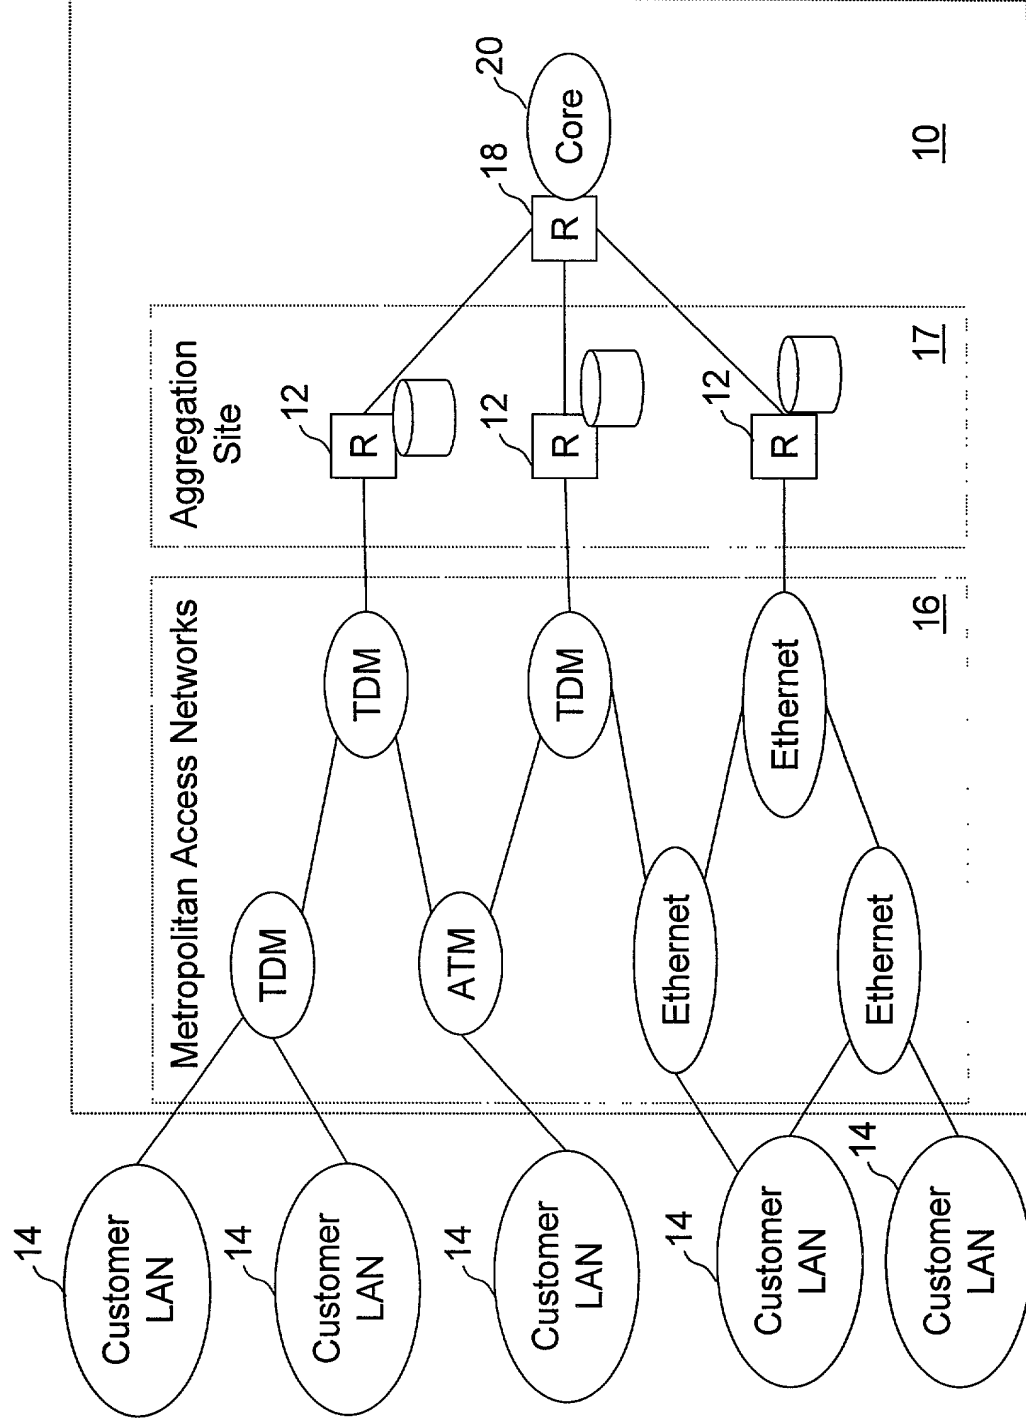 14
Customer
LAN
14
Customer
LAN
14
Customer
LAN
14
Customer
LAN
14
Customer
LAN
Metropolitan Access Networks
TDM
ATM
Ethernet
Ethernet
TDM
TDM
Ethernet
16
Aggregation
Site
12
R
12
R
12
R
17
18
R
20
Core
10